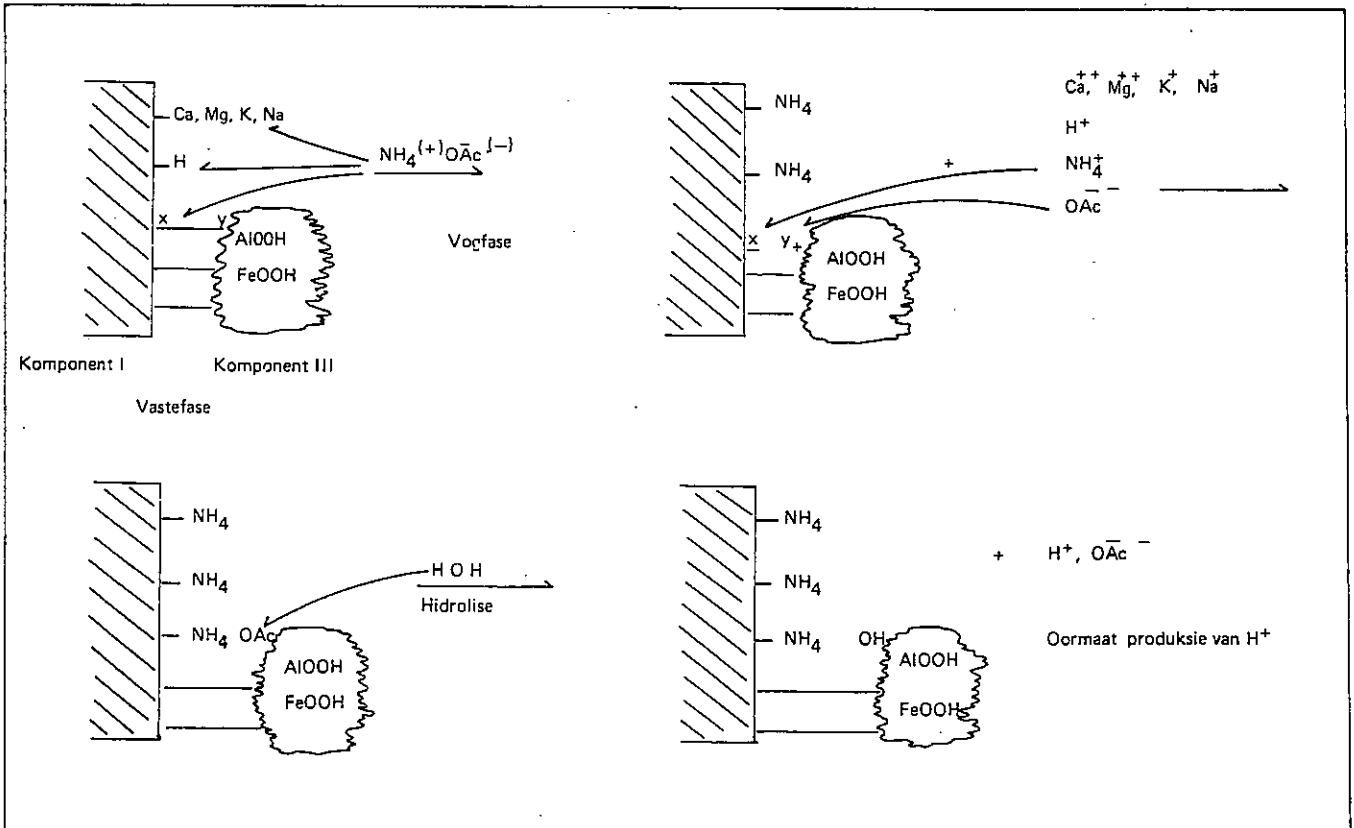 Ca, Mg, K, Na
H
NH4{+}OAc{−}
x y
AlOOH
FeOOH
Vogfase
Komponent I
Komponent III
Vastefase
NH4
NH4
Ca++, Mg++, K+, Na+
H+
+
NH4+
OAc−
x y+
AlOOH
FeOOH
NH4
NH4
NH4 OAc
HOH
Hidrolise
AlOOH
FeOOH
NH4
NH4
NH4 OH
+ H+, OAc −
Oormaat produksie van H+
AlOOH
FeOOH